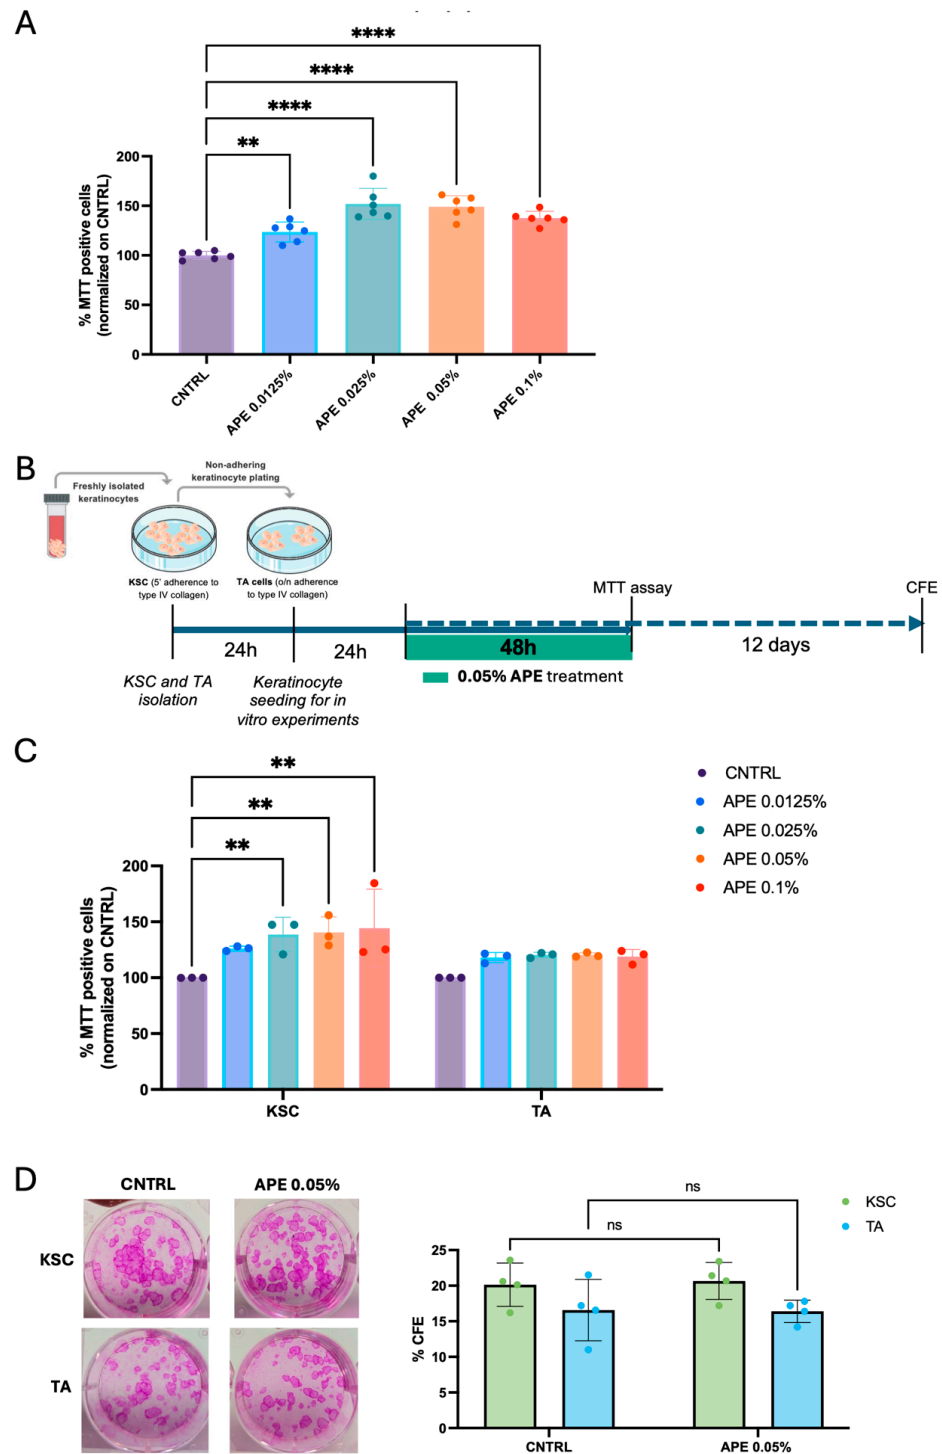 A
****
****
****
**
% MTT positive cells
(normalized on CNTRL)
200
150
100
50
0
CNTRL
APE 0.0125%
APE 0.025%
APE 0.05%
APE 0.1%
B
Freshly isolated
keratinocytes
Non-adhering
keratinocyte plating
KSC (5' adherence to
type IV collagen)
TA cells (o/n adherence
to type IV collagen)
MTT assay
CFE
24h
24h
48h
12 days
KSC and TA
isolation
Keratinocyte
seeding for in
vitro experiments
0.05% APE treatment
C
**
**
**
% MTT positive cells
(normalized on CNTRL)
200
150
100
50
0
KSC
TA
CNTRL
APE 0.0125%
APE 0.025%
APE 0.05%
APE 0.1%
D
CNTRL
APE 0.05%
KSC
TA
ns
ns
% CFE
25
20
15
10
5
0
CNTRL
APE 0.05%
KSC
TA